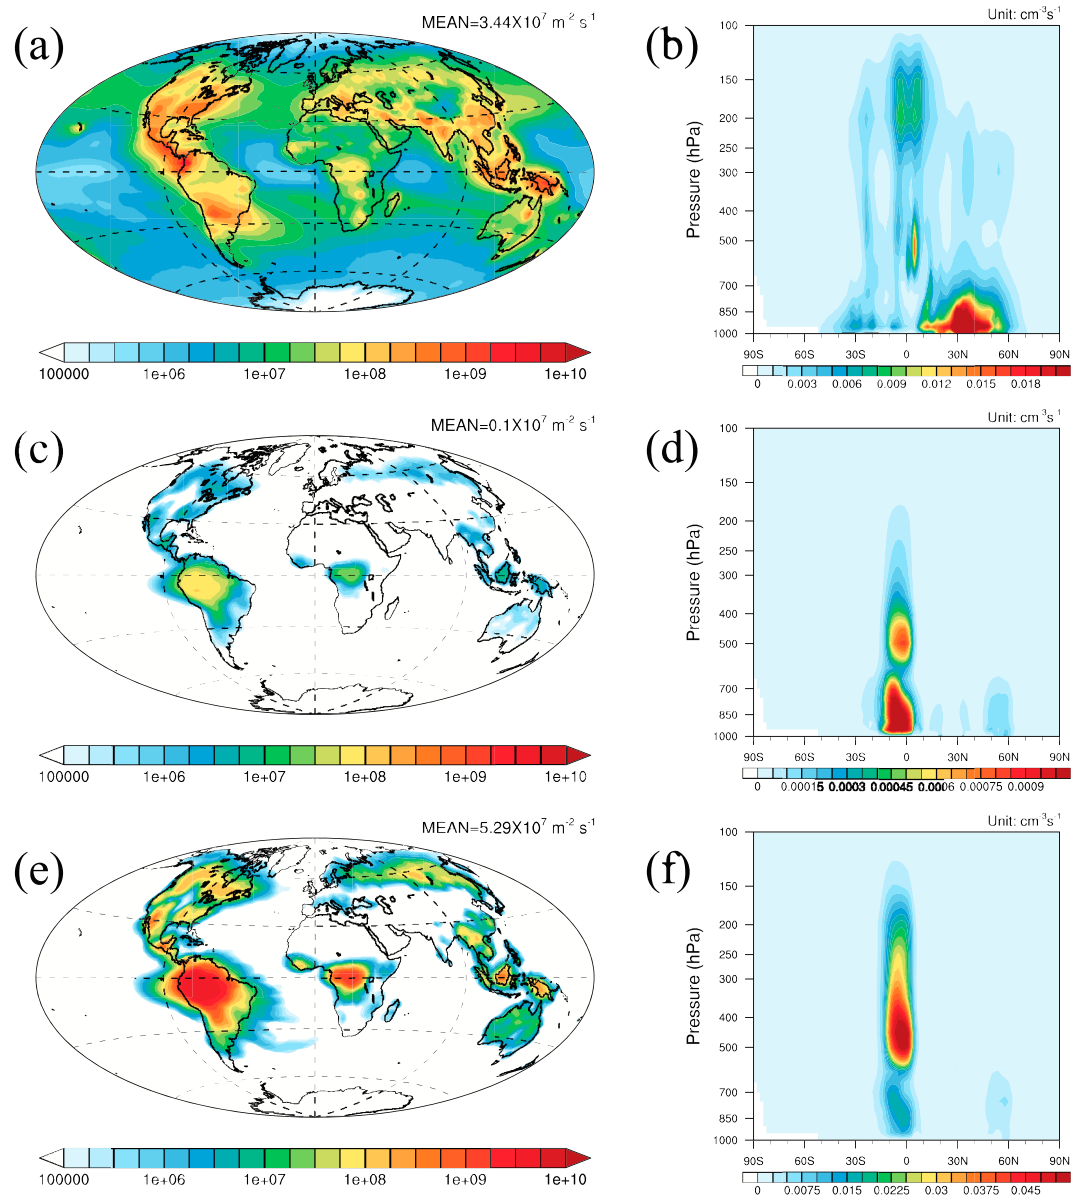 (a)
MEAN=3.44X10⁷ m² s⁻¹
100000 1e+06 1e+07 1e+08 1e+09 1e+10
(b)
Unit: cm⁻³s⁻¹
Pressure (hPa)
100
150
200
250
300
400
500
700
850
1000
90S 60S 30S 0 30N 60N 90N
0 0.003 0.006 0.009 0.012 0.015 0.018
(c)
MEAN=0.1X10⁷ m⁻² s⁻¹
100000 1e+06 1e+07 1e+08 1e+09 1e+10
(d)
Unit: cm⁻³s⁻¹
Pressure (hPa)
100
150
200
250
300
400
500
700
850
1000
90S 60S 30S 0 30N 60N 90N
0 0.00015 0.0003 0.00045 0.0006 0.00075 0.0009
(e)
MEAN=5.29X10⁷ m⁻² s⁻¹
100000 1e+06 1e+07 1e+08 1e+09 1e+10
(f)
Unit: cm⁻³s⁻¹
Pressure (hPa)
100
150
200
250
300
400
500
700
850
1000
90S 60S 30S 0 30N 60N 90N
0 0.0075 0.015 0.0225 0.03 0.0375 0.045